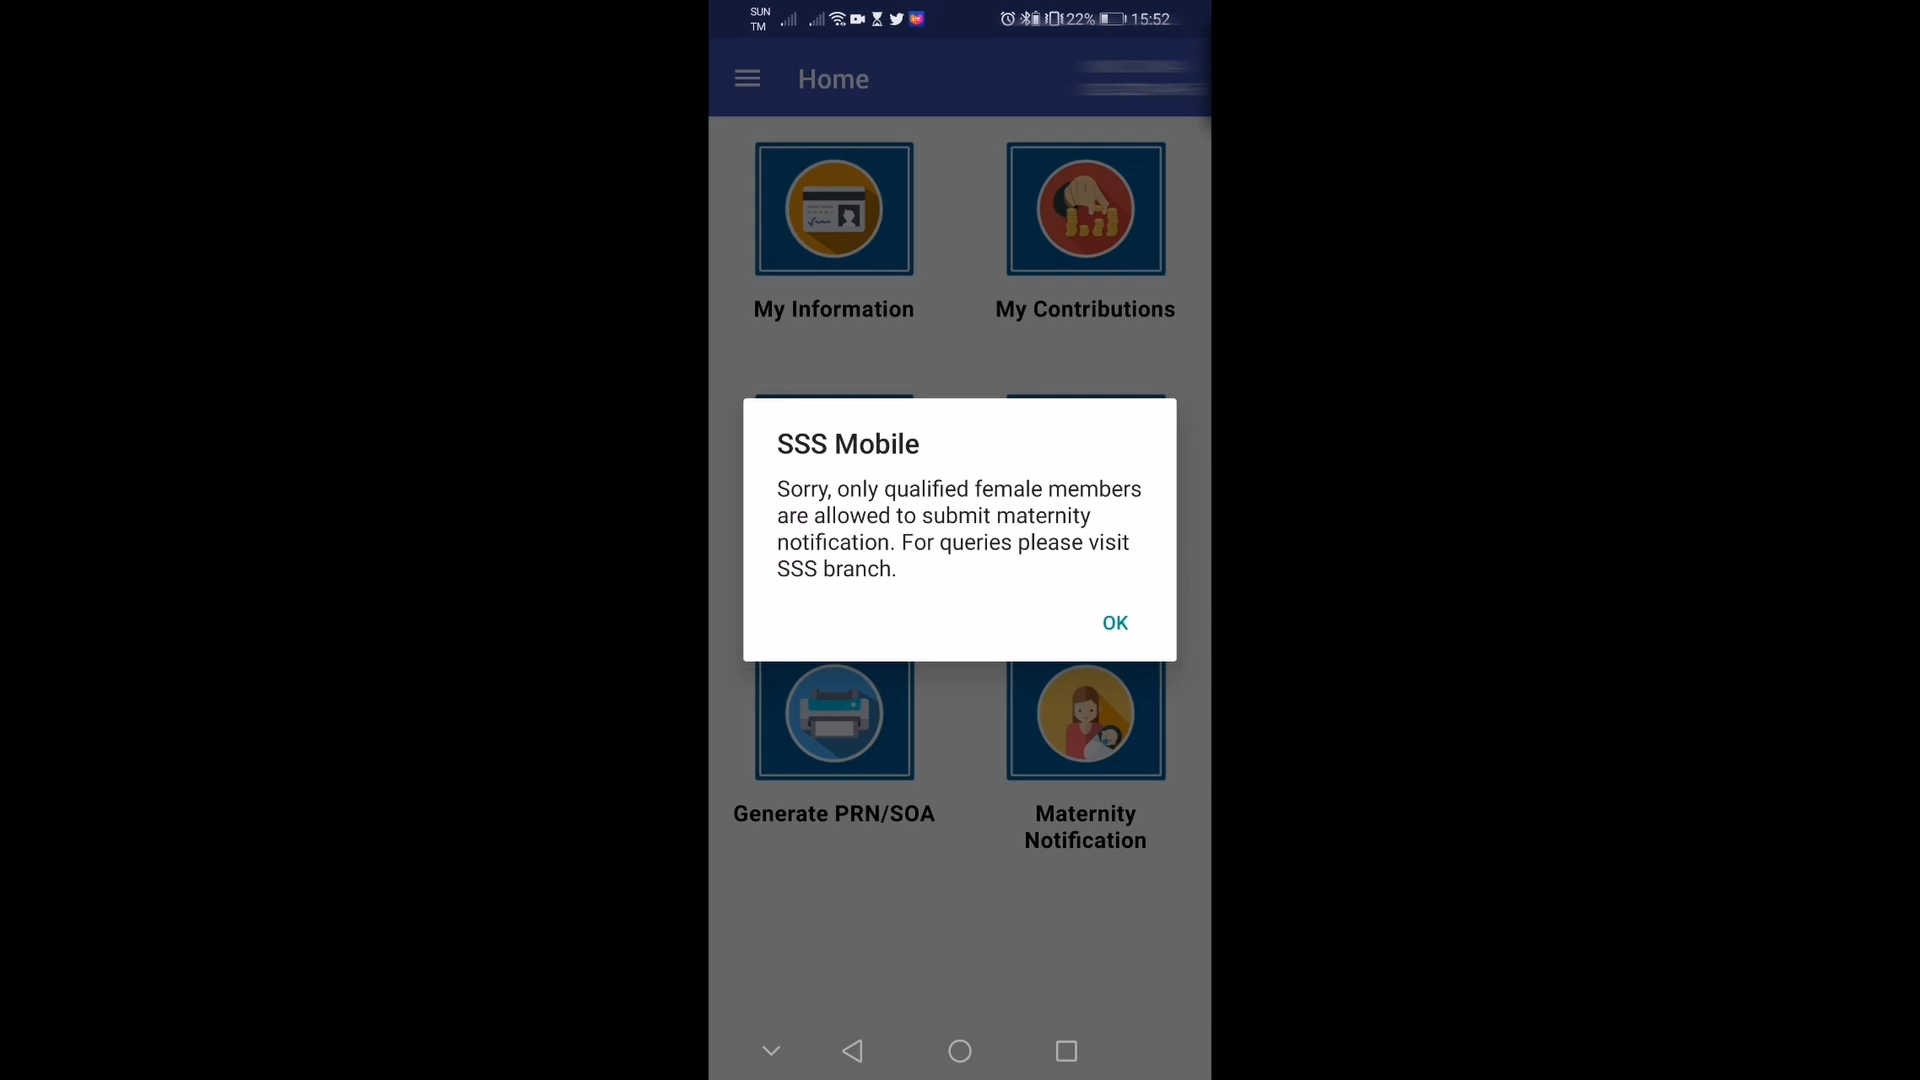 SUN
TM
22%
15:52
Home
My Information
My Contributions
SSS Mobile
Sorry, only qualified female members
are allowed to submit maternity
notification. For queries please visit
SSS branch.
OK
Generate PRN/SOA
Maternity
Notification